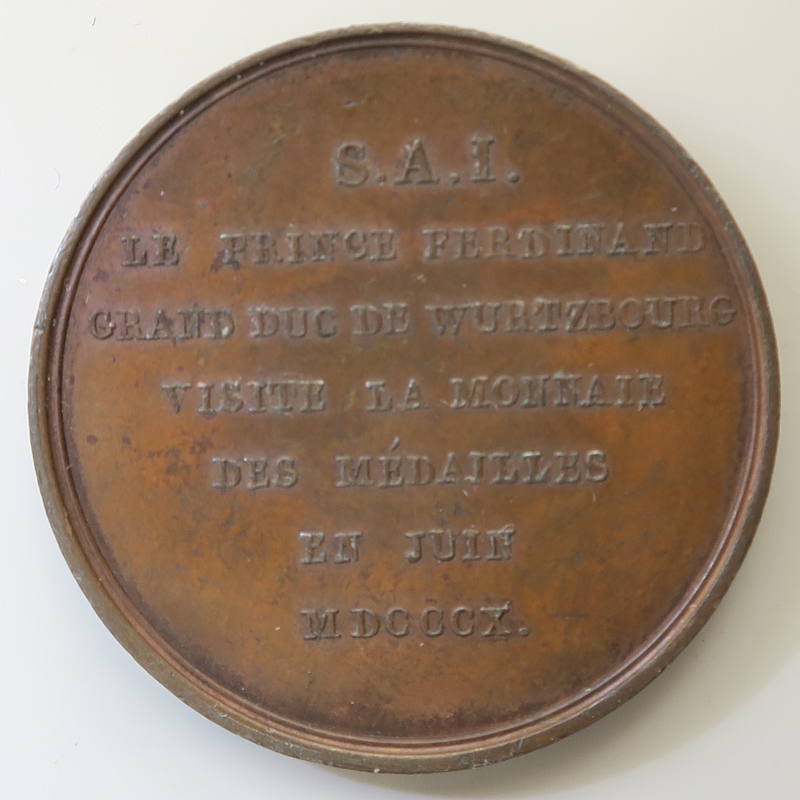 S.A.I.
LE PRINCE FERDINAND
GRAND DUC DE WURTZBOURG
VISITE LA MONNAIE
DES MÉDAILLES
EN JUIN
MDCCCX.